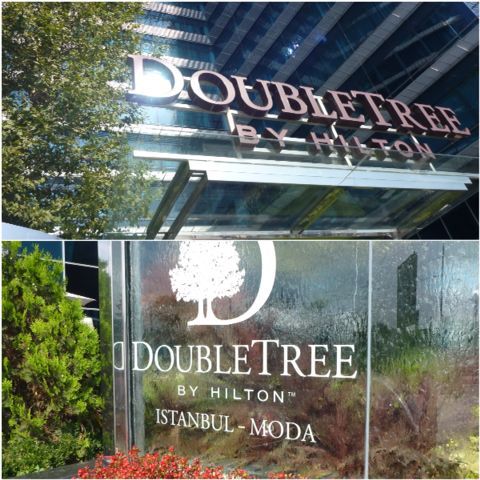 DOUBLETREE
BY HILTON
D
DOUBLETREE
BY HILTON™
ISTANBUL - MODA